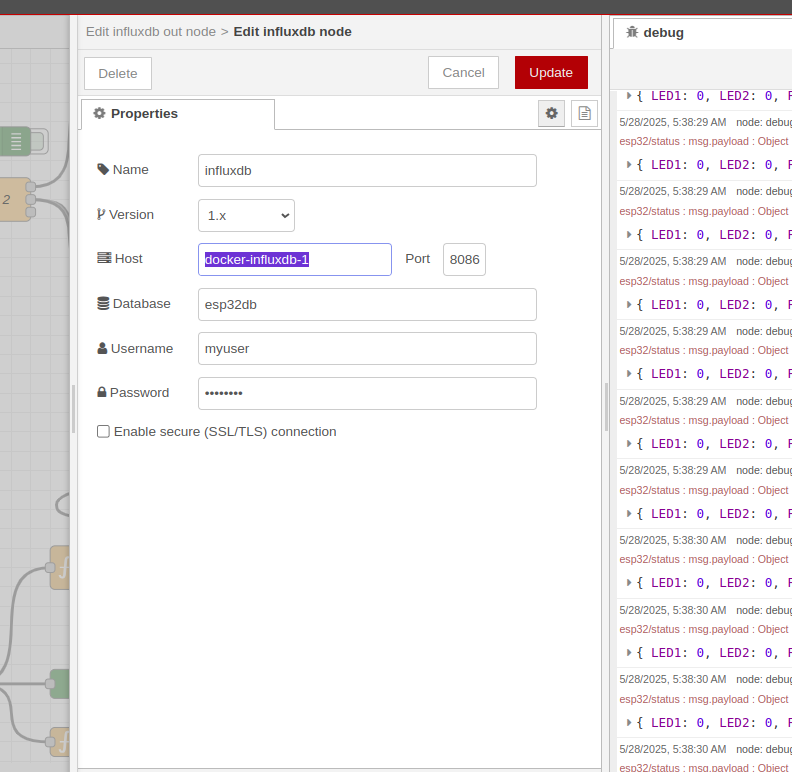 Edit influxdb out node > Edit influxdb node
Delete
Cancel
Update
Properties
Name
influxdb
Version
1.x
Host
docker-influxdb-1
Port
8086
Database
esp32db
Username
myuser
Password
••••••••
Enable secure (SSL/TLS) connection
2
debug
{ LED1: 0, LED2: 0,
5/28/2025, 5:38:29 AM node: debug
esp32/status : msg.payload : Object
{ LED1: 0, LED2: 0,
5/28/2025, 5:38:29 AM node: debug
esp32/status : msg.payload : Object
{ LED1: 0, LED2: 0,
5/28/2025, 5:38:29 AM node: debug
esp32/status : msg.payload : Object
{ LED1: 0, LED2: 0,
5/28/2025, 5:38:29 AM node: debug
esp32/status : msg.payload : Object
{ LED1: 0, LED2: 0,
5/28/2025, 5:38:29 AM node: debug
esp32/status : msg.payload : Object
{ LED1: 0, LED2: 0,
5/28/2025, 5:38:29 AM node: debug
esp32/status : msg.payload : Object
{ LED1: 0, LED2: 0,
5/28/2025, 5:38:30 AM node: debug
esp32/status : msg.payload : Object
{ LED1: 0, LED2: 0,
5/28/2025, 5:38:30 AM node: debug
esp32/status : msg.payload : Object
{ LED1: 0, LED2: 0,
5/28/2025, 5:38:30 AM node: debug
esp32/status : msg.payload : Object
{ LED1: 0, LED2: 0,
5/28/2025, 5:38:30 AM node: debug
esp32/status : msg.payload : Object